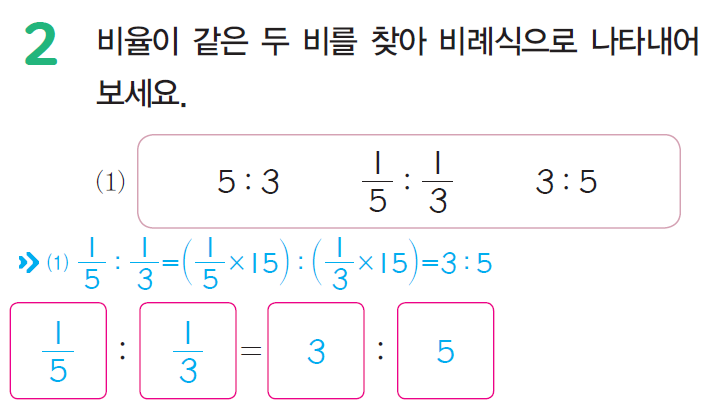 2 비율이 같은 두 비를 찾아 비례식으로 나타내어
보세요.
(1) 5 : 3 1/5 : 1/3 3 : 5
(1) 1/5 : 1/3=(1/5×15) : (1/3×15)=3 : 5
1/5 : 1/3 = 3 : 5